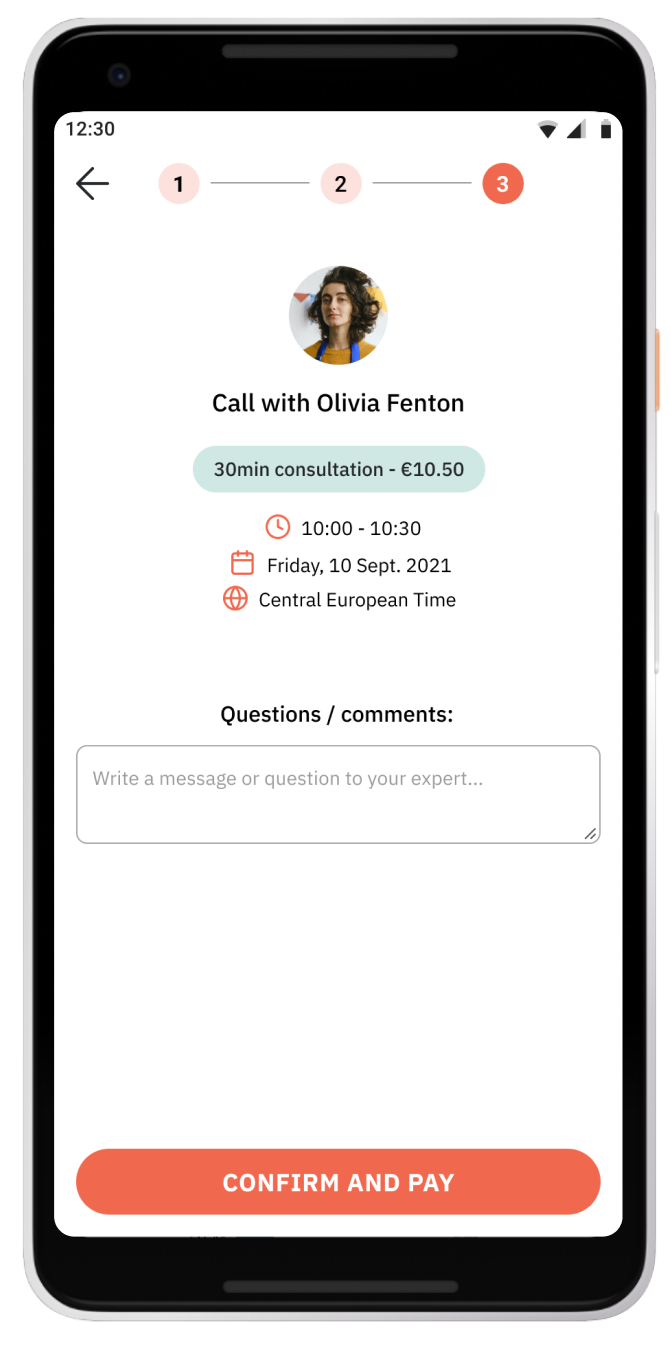 12:30
1 2 3
Call with Olivia Fenton
30min consultation - €10.50
10:00 - 10:30
Friday, 10 Sept. 2021
Central European Time
Questions / comments:
Write a message or question to your expert...
CONFIRM AND PAY